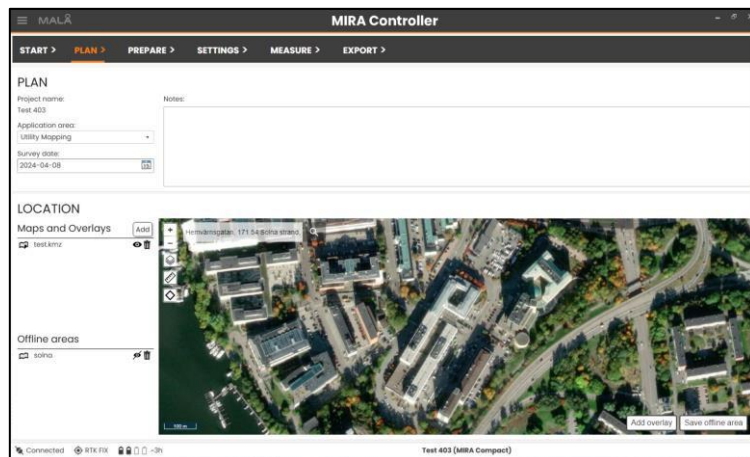 MALÅ
MIRA Controller
START > PLAN > PREPARE > SETTINGS > MEASURE > EXPORT >
PLAN
Project name:
Test 403
Notes:
Application area:
Utility Mapping
Survey date:
2024-04-08
LOCATION
Maps and Overlays
Add
test.kmz
Hemvärnsgatan, 171 54 Solna strand,
Offline areas
solna
100 m
Add overlay
Save offline area
Connected
RTK FIX
~3h
Test 403 (MIRA Compact)